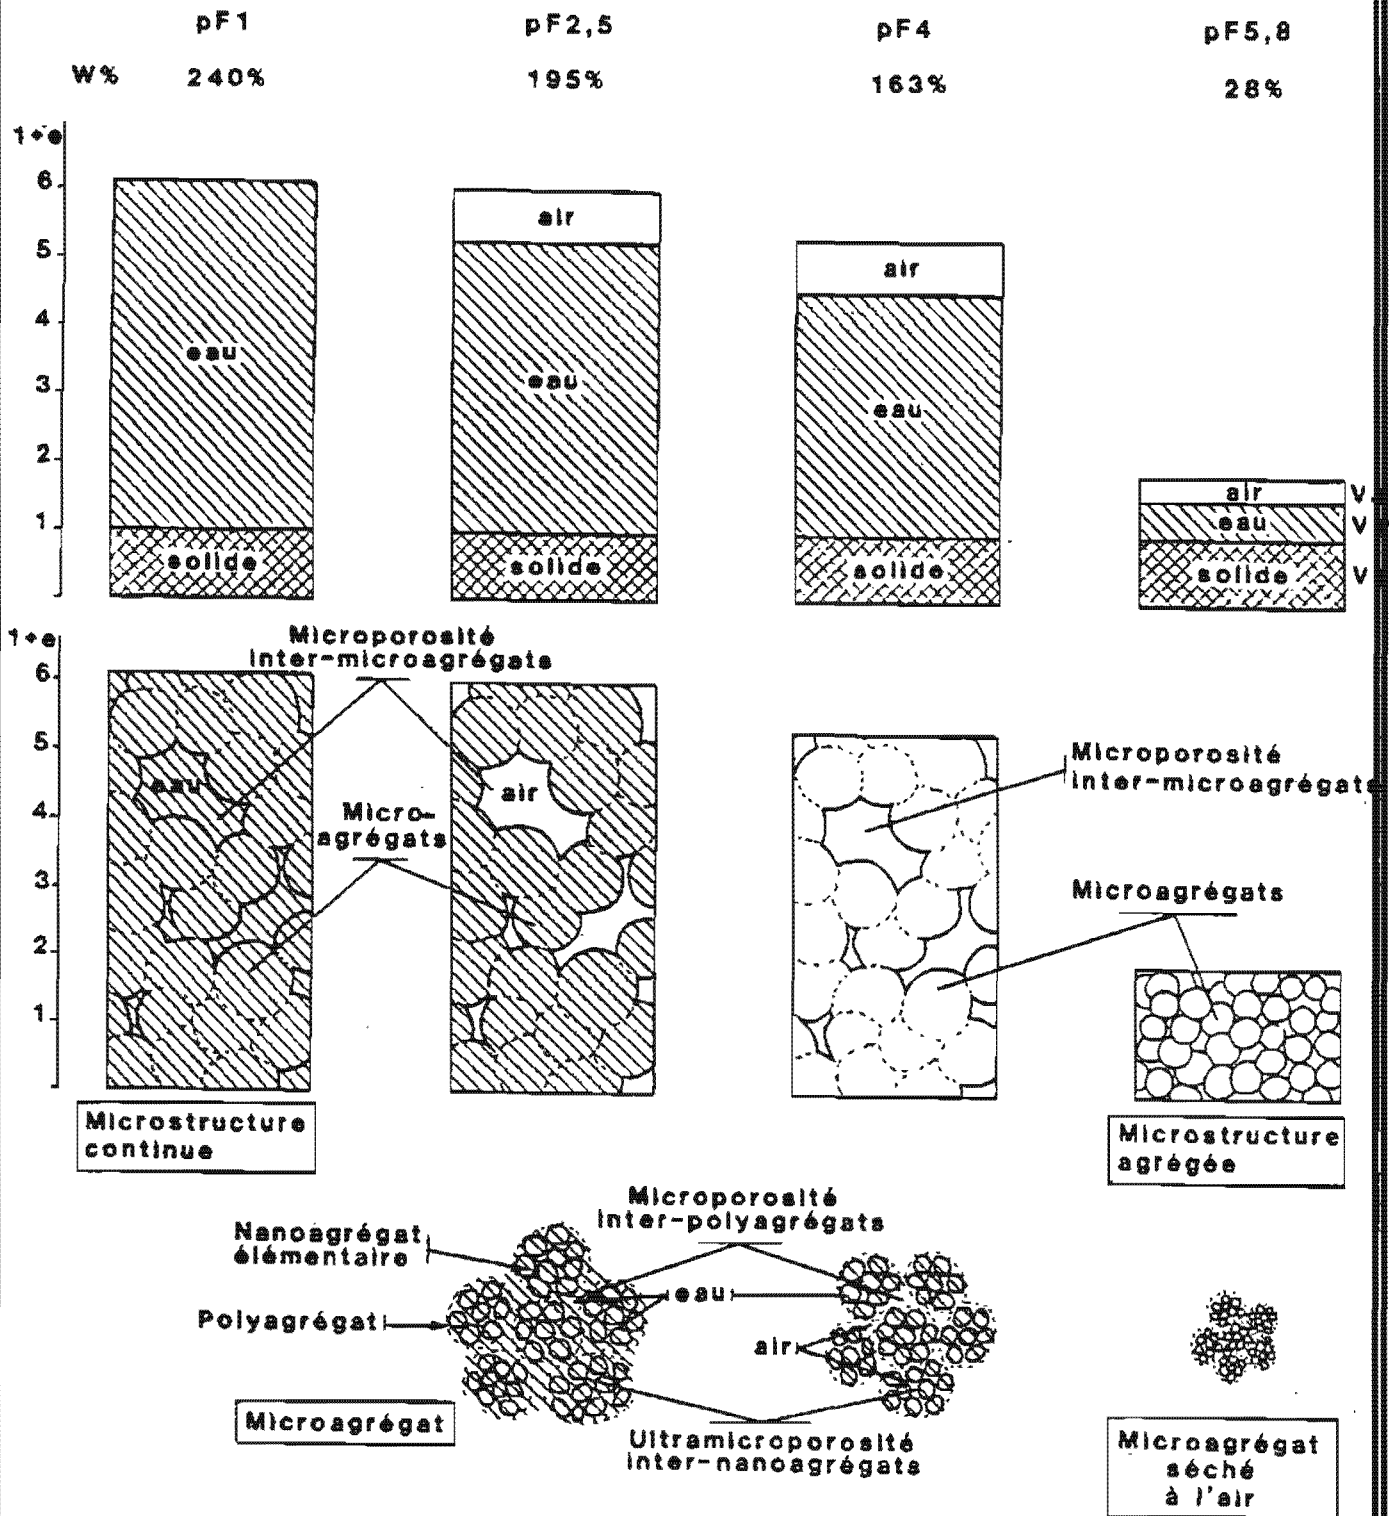 pF1 pF2,5 pF4 pF5,8
W% 240% 195% 163% 28%
1+e
6
5
4
3
2
1
eau
solide
air
eau
solide
air
eau
solide
air V
eau V
solide V
1+e
6
5
4
3
2
1
Microporosité
inter-microagrégats
eau
air
Micro-
agrégats
Microporosité
inter-microagrégats
Microagrégats
Microstructure
continue
Microstructure
agrégée
Microporosité
inter-polyagrégats
Nanoagrégat
élémentaire
Polyagrégat
eau
air
Microagrégat
Ultramicroporosité
inter-nanoagrégats
Microagrégat
séché
à l'air